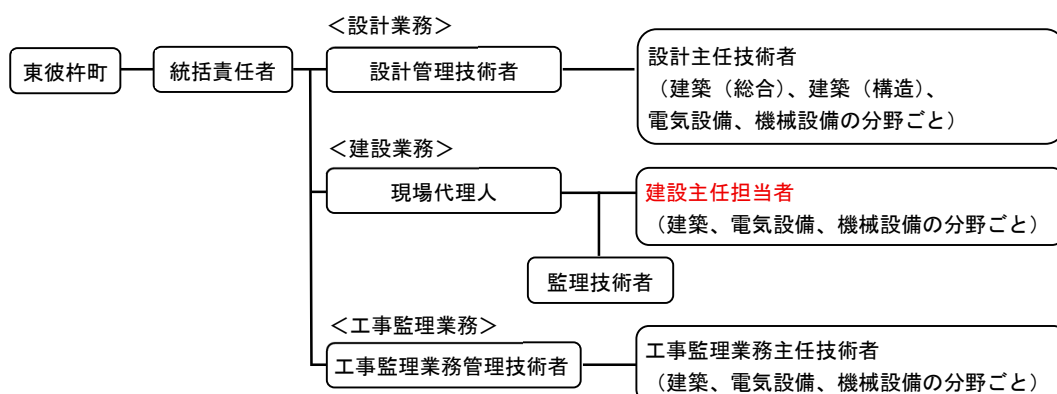 東彼杵町
統括責任者
＜設計業務＞
設計管理技術者
設計主任技術者
（建築（総合）、建築（構造）、
電気設備、機械設備の分野ごと）
＜建設業務＞
現場代理人
建設主任担当者
（建築、電気設備、機械設備の分野ごと）
監理技術者
＜工事監理業務＞
工事監理業務管理技術者
工事監理業務主任技術者
（建築、電気設備、機械設備の分野ごと）